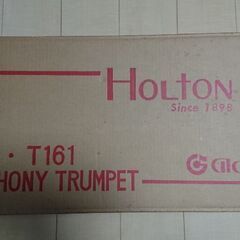 HOLTON
Since 1898
· T161
HONY TRUMPET